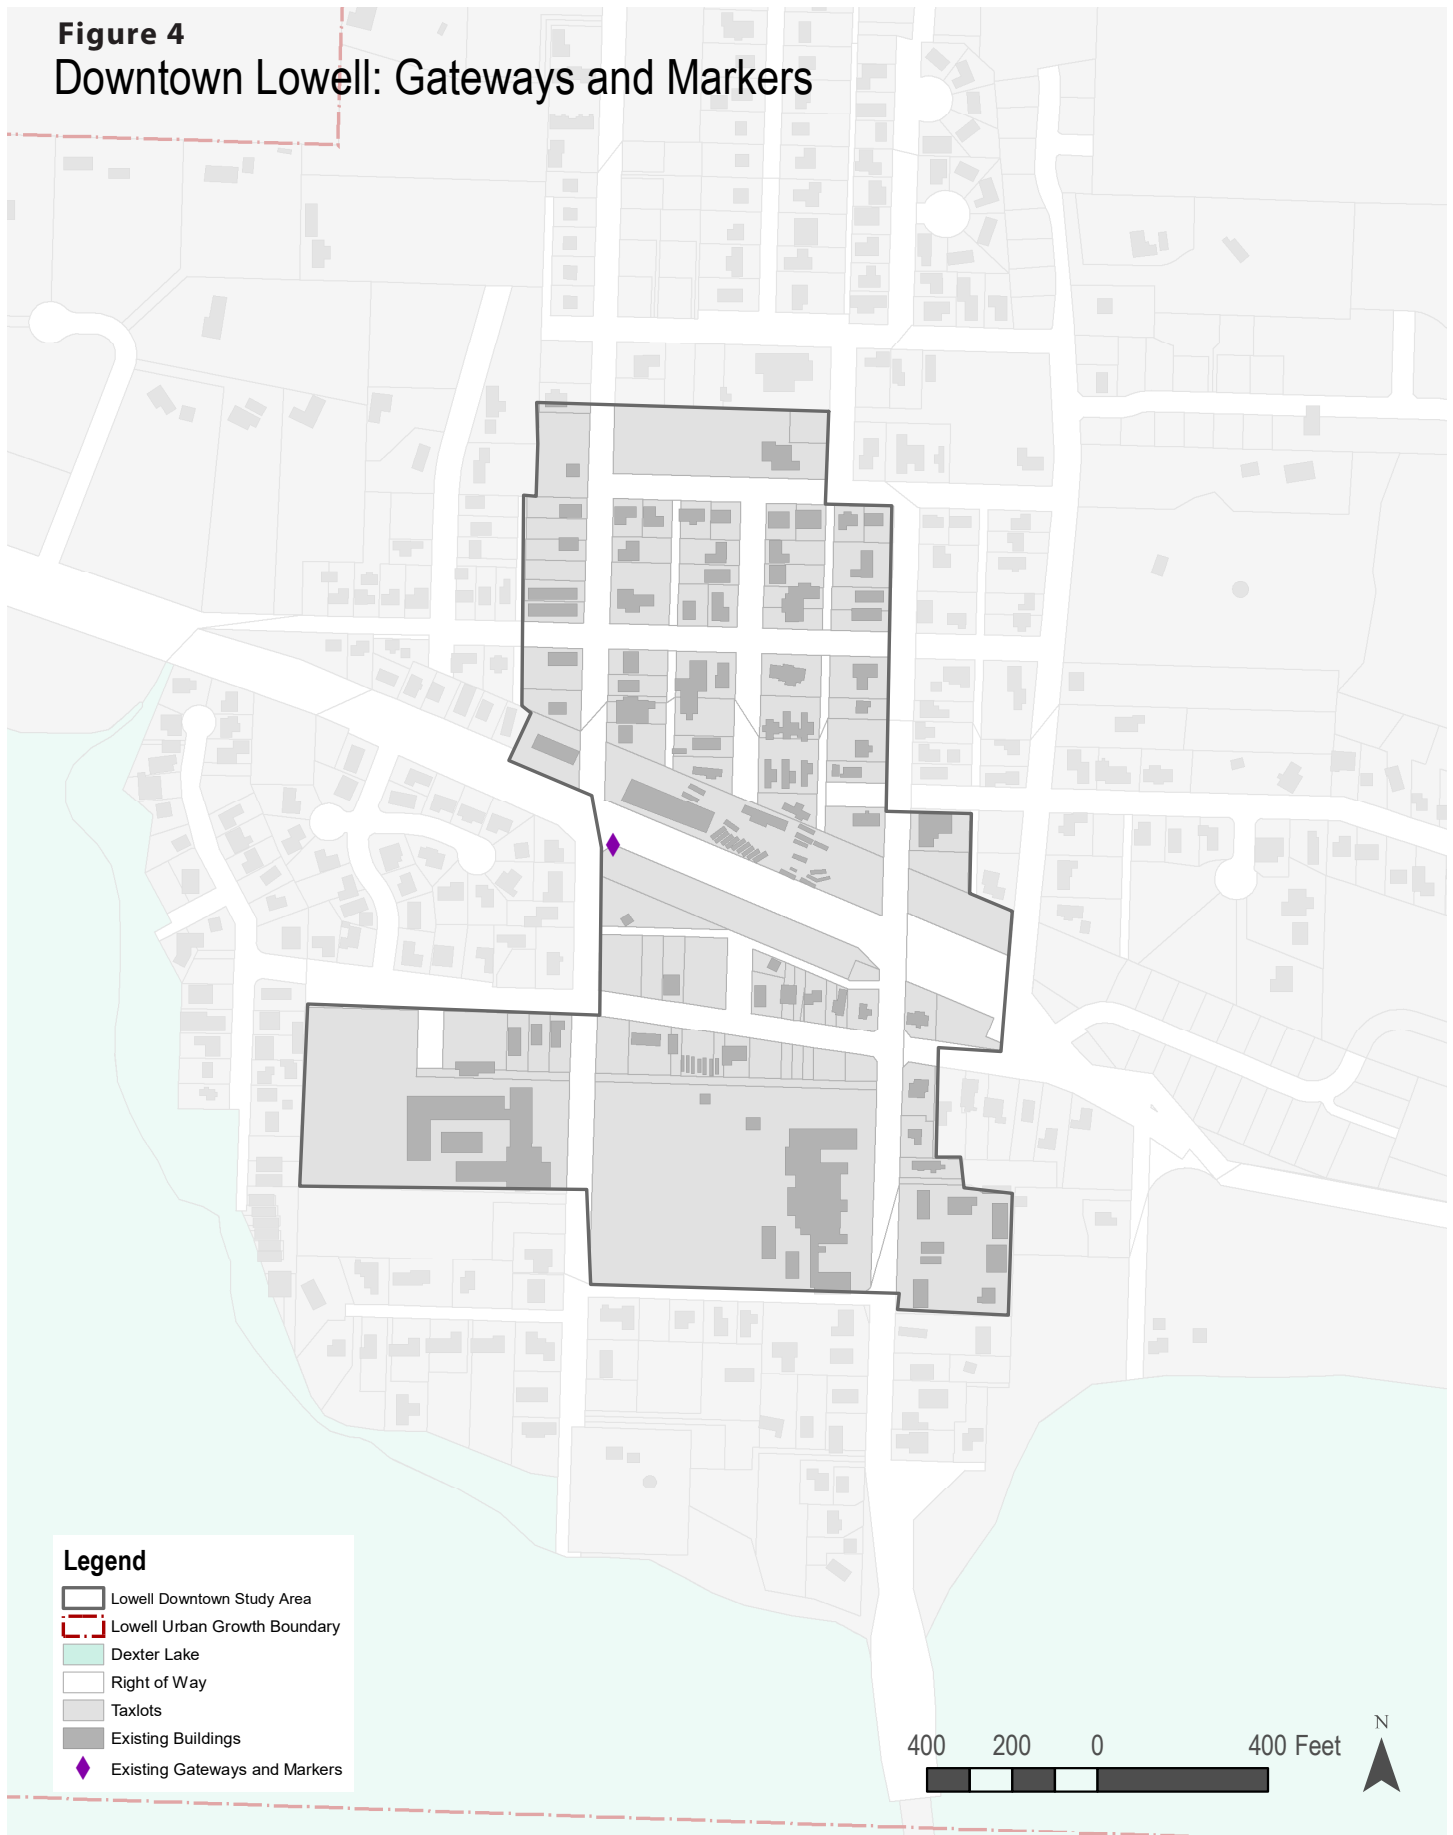 Figure 4
Downtown Lowell: Gateways and Markers
Legend
Lowell Downtown Study Area
Lowell Urban Growth Boundary
Dexter Lake
Right of Way
Taxlots
Existing Buildings
Existing Gateways and Markers
400 200 0 400 Feet
N